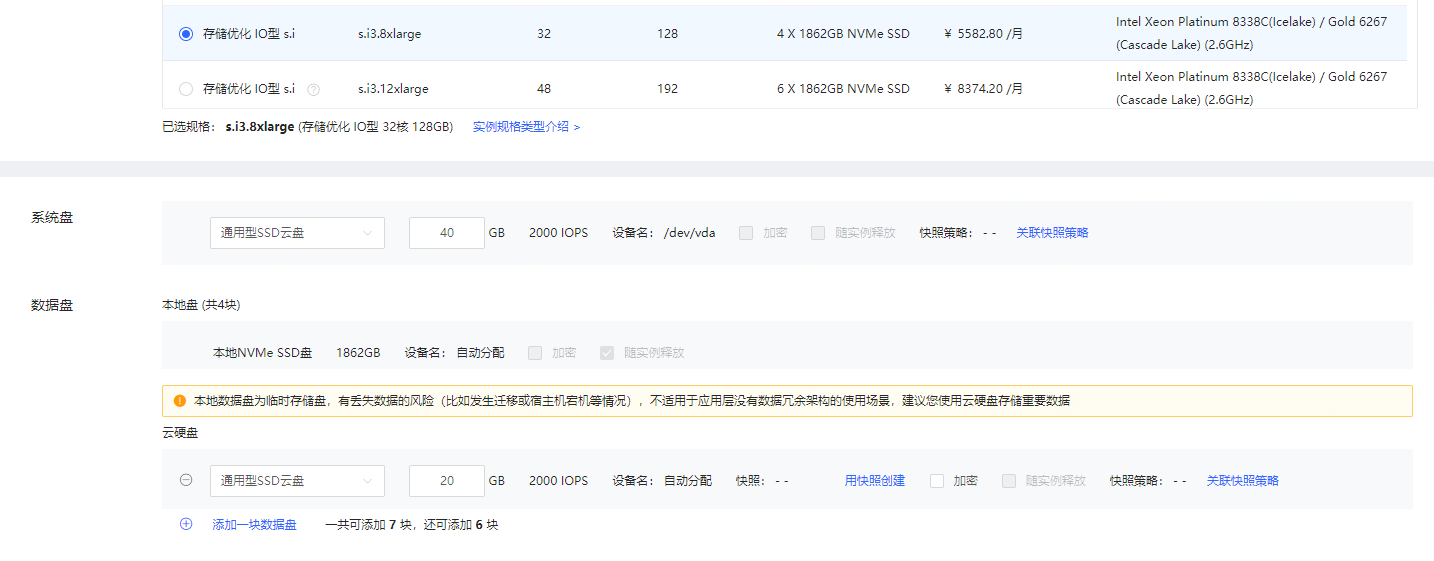 存储优化 IO型 s.i s.i3.8xlarge 32 128 4 X 1862GB NVMe SSD ¥ 5582.80 /月 Intel Xeon Platinum 8338C(Icelake) / Gold 6267
(Cascade Lake) (2.6GHz)
存储优化 IO型 s.i ? s.i3.12xlarge 48 192 6 X 1862GB NVMe SSD ¥ 8374.20 /月 Intel Xeon Platinum 8338C(Icelake) / Gold 6267
(Cascade Lake) (2.6GHz)
已选规格： s.i3.8xlarge (存储优化 IO型 32核 128GB) 实例规格类型介绍 >
系统盘
通用型SSD云盘 40 GB 2000 IOPS 设备名： /dev/vda 加密 随实例释放 快照策略： - - 关联快照策略
数据盘 本地盘 (共4块)
本地NVMe SSD盘 1862GB 设备名： 自动分配 加密 随实例释放
本地数据盘为临时存储盘，有丢失数据的风险（比如发生迁移或宿主机宕机等情况），不适用于应用层没有数据冗余架构的使用场景，建议您使用云硬盘存储重要数据
云硬盘
通用型SSD云盘 20 GB 2000 IOPS 设备名： 自动分配 快照： - - 用快照创建 加密 随实例释放 快照策略： - - 关联快照策略
添加一块数据盘 一共可添加 7 块，还可添加 6 块